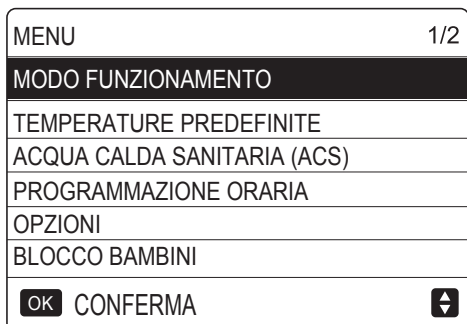 MENU 1/2
MODO FUNZIONAMENTO
TEMPERATURE PREDEFINITE
ACQUA CALDA SANITARIA (ACS)
PROGRAMMAZIONE ORARIA
OPZIONI
BLOCCO BAMBINI
OK CONFERMA